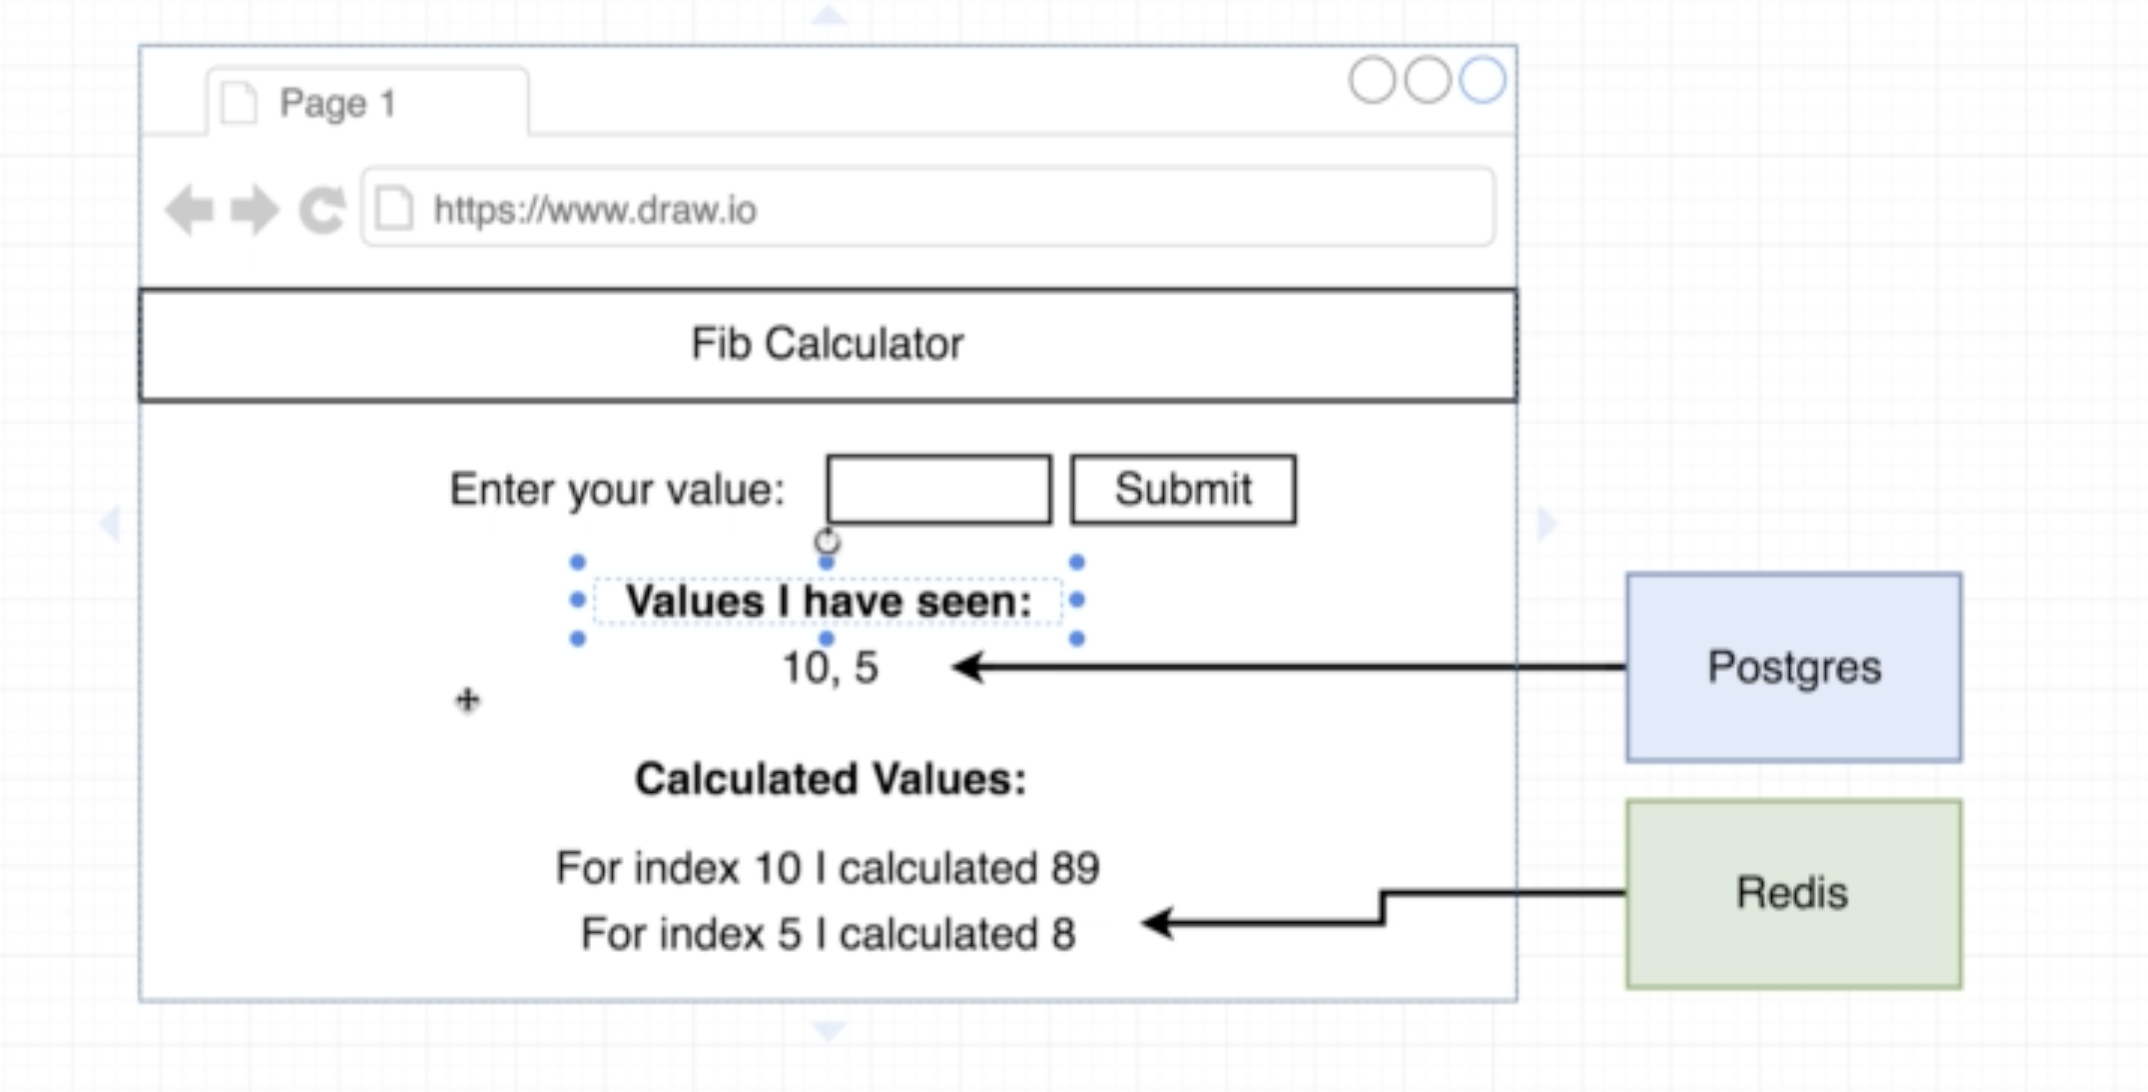 Page 1
https://www.draw.io
Fib Calculator
Enter your value:
Submit
Values I have seen:
10, 5
Postgres
Calculated Values:
For index 10 I calculated 89
Redis
For index 5 I calculated 8